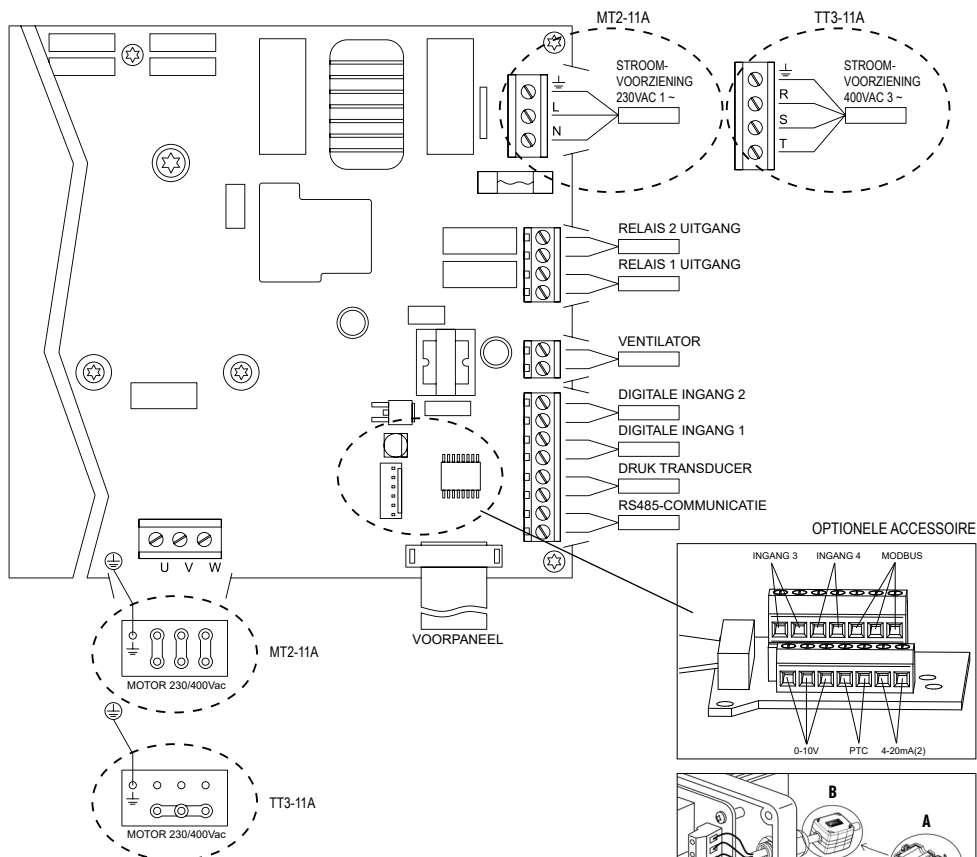 MT2-11A
TT3-11A
STROOM-
VOORZIENING
230VAC 1 ~
L
N
STROOM-
VOORZIENING
400VAC 3 ~
R
S
T
RELAIS 2 UITGANG
RELAIS 1 UITGANG
VENTILATOR
DIGITALE INGANG 2
DIGITALE INGANG 1
DRUK TRANSDUCER
RS485-COMMUNICATIE
OPTIONELE ACCESSOIRE
INGANG 3 INGANG 4 MODBUS
0-10V PTC 4-20mA(2)
U V W
VOORPANEEL
MT2-11A
MOTOR 230/400Vac
TT3-11A
MOTOR 230/400Vac
B
A